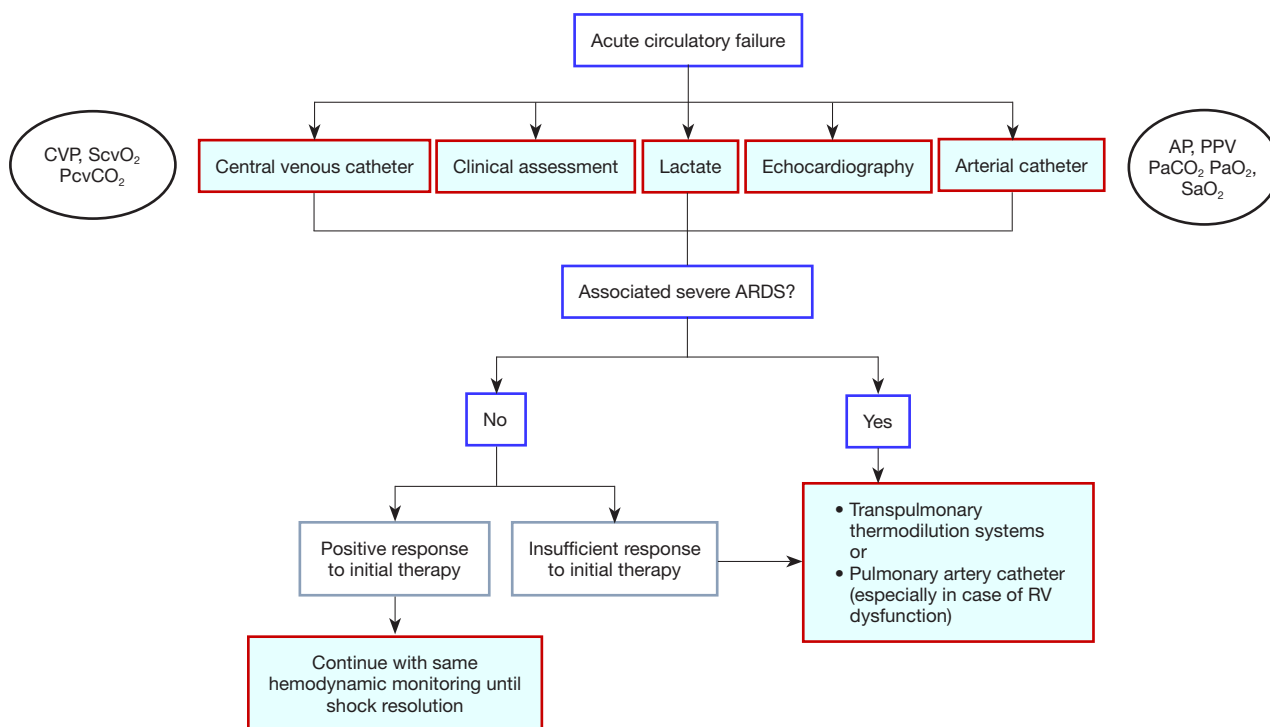 Acute circulatory failure
CVP, ScvO₂
PcvCO₂
Central venous catheter
Clinical assessment
Lactate
Echocardiography
Arterial catheter
AP, PPV
PaCO₂ PaO₂,
SaO₂
Associated severe ARDS?
No
Yes
Positive response
to initial therapy
Insufficient response
to initial therapy
• Transpulmonary
thermodilution systems
or
• Pulmonary artery catheter
(especially in case of RV
dysfunction)
Continue with same
hemodynamic monitoring until
shock resolution